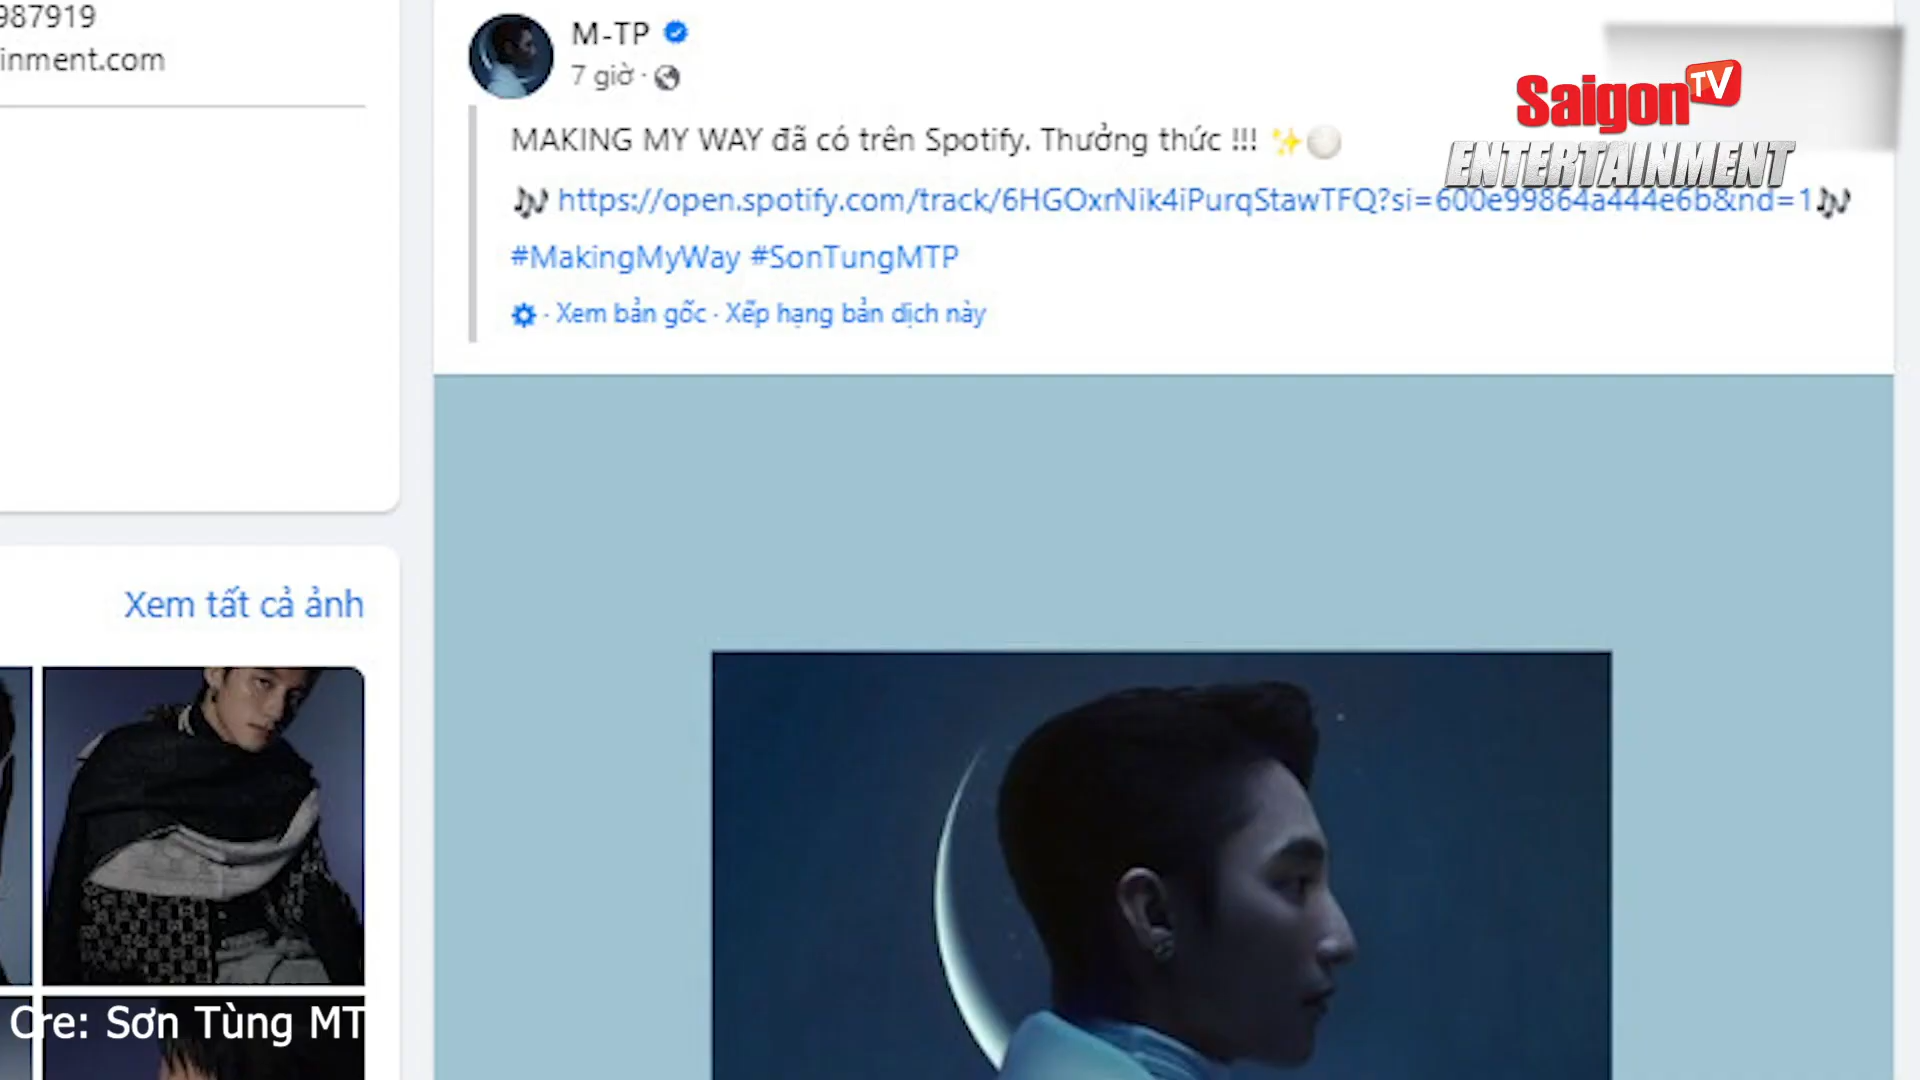 987919
inment.com
M-TP
7 giờ ·
MAKING MY WAY đã có trên Spotify. Thưởng thức !!! ✨🌕
🎶 https://open.spotify.com/track/6HGOxrNik4iPurqStawTFQ?si=600e99864a444e6b&nd=1🎶
#MakingMyWay #SonTungMTP
· Xem bản gốc · Xếp hạng bản dịch này
Saigon TV
ENTERTAINMENT
Xem tất cả ảnh
Cre: Sơn Tùng MT